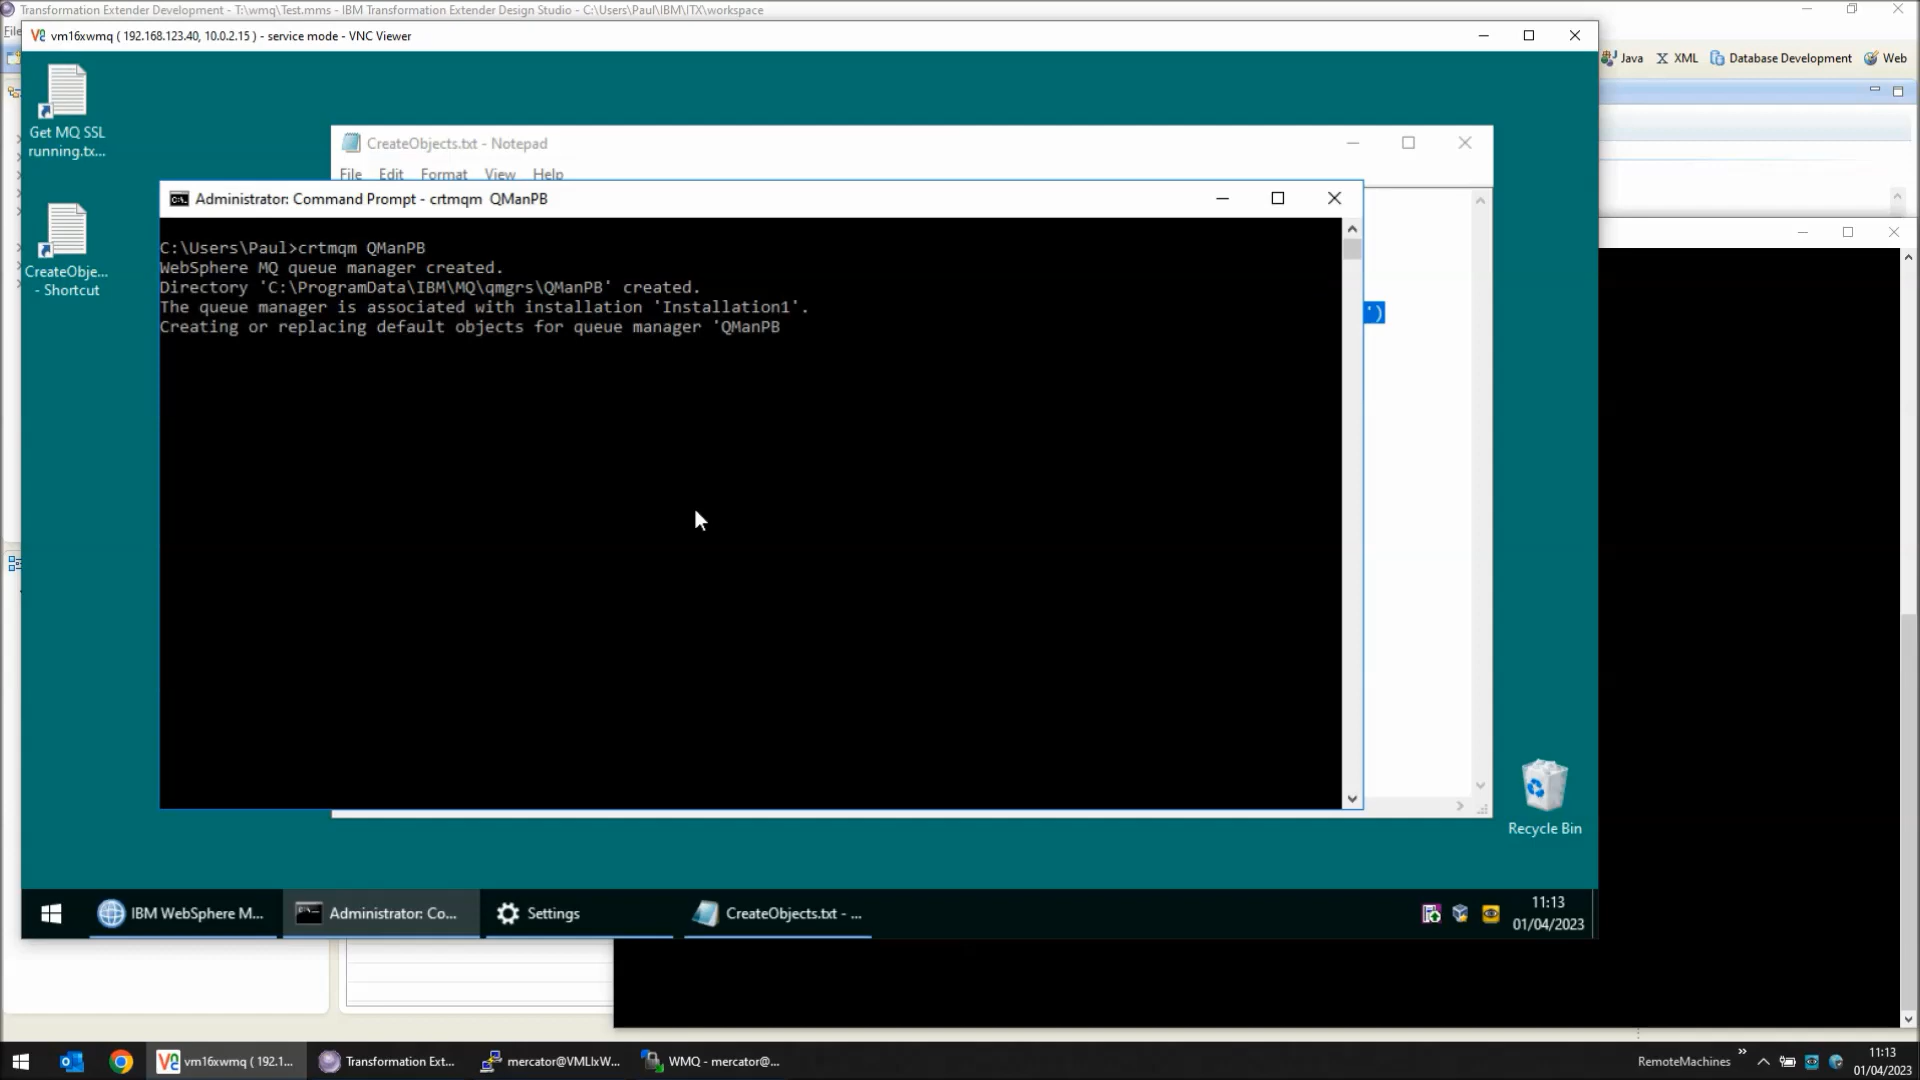 Transformation Extender Development - T:\wmq\Test.mms - IBM Transformation Extender Design Studio - C:\Users\Paul\IBM\ITX\workspace
File
vm16xwmq ( 192.168.123.40, 10.0.2.15 ) - service mode - VNC Viewer
Java
XML
Database Development
Web
Get MQ SSL
running.tx...
CreateObje...
- Shortcut
CreateObjects.txt - Notepad
File Edit Format View Help
')
Administrator: Command Prompt - crtmqm  QManPB
C:\Users\Paul>crtmqm QManPB
WebSphere MQ queue manager created.
Directory 'C:\ProgramData\IBM\MQ\qmgrs\QManPB' created.
The queue manager is associated with installation 'Installation1'.
Creating or replacing default objects for queue manager 'QManPB
Recycle Bin
IBM WebSphere M...
Administrator: Co...
Settings
CreateObjects.txt - ...
11:13
01/04/2023
vm16xwmq ( 192.1...
Transformation Ext...
mercator@VMLIxW...
WMQ - mercator@...
RemoteMachines
11:13
01/04/2023